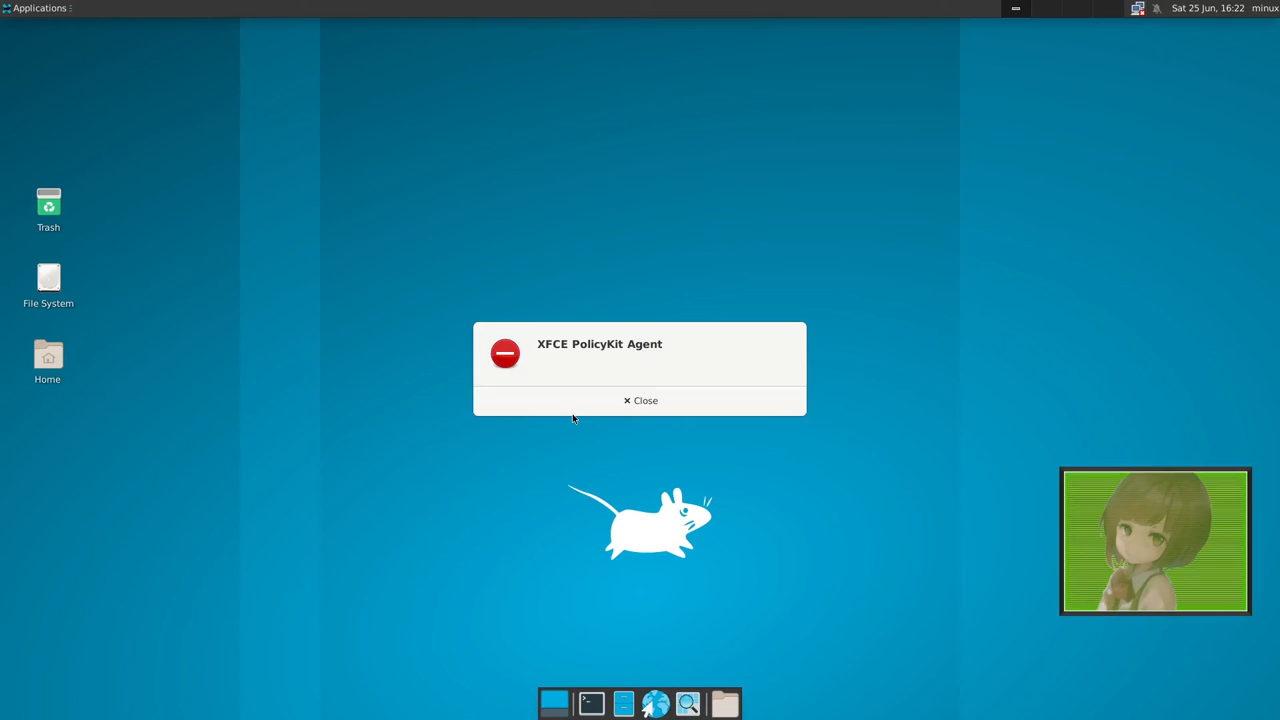 Applications
Sat 25 Jun, 16:22
minux
Trash
File System
Home
XFCE PolicyKit Agent
Close